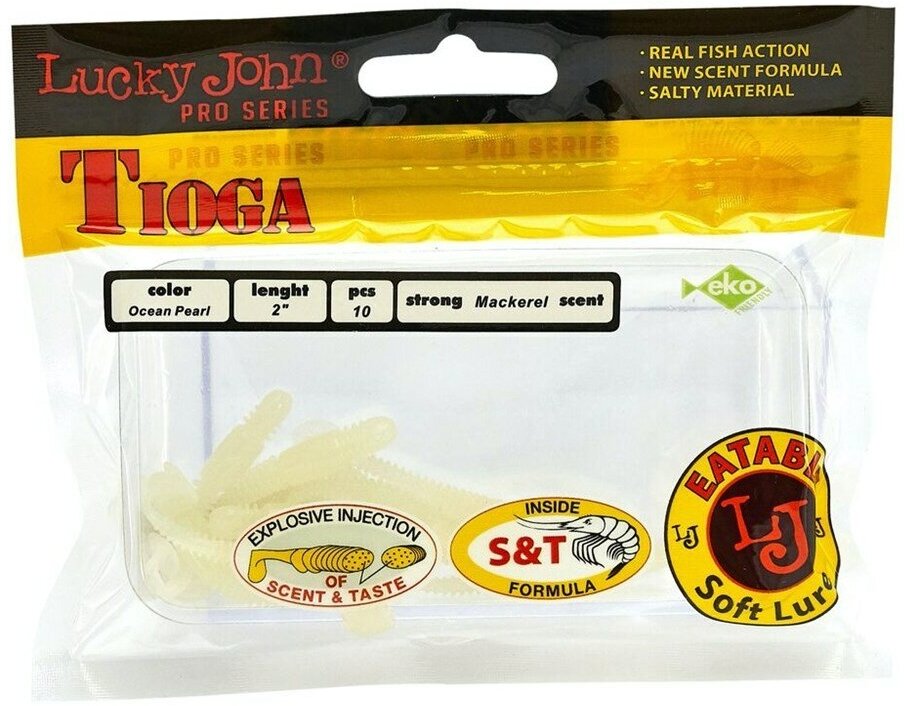 Lucky John®
PRO SERIES
· REAL FISH ACTION
· NEW SCENT FORMULA
· SALTY MATERIAL
PRO SERIES PRO SERIES
TIOGA
color
Ocean Pearl
lenght
2"
pcs
10
strong Mackerel scent
eko
FRIENDLY
EXPLOSIVE INJECTION
OF
SCENT & TASTE
INSIDE
S&T
FORMULA
EATABL
LJ LJ LJ
Soft Lure